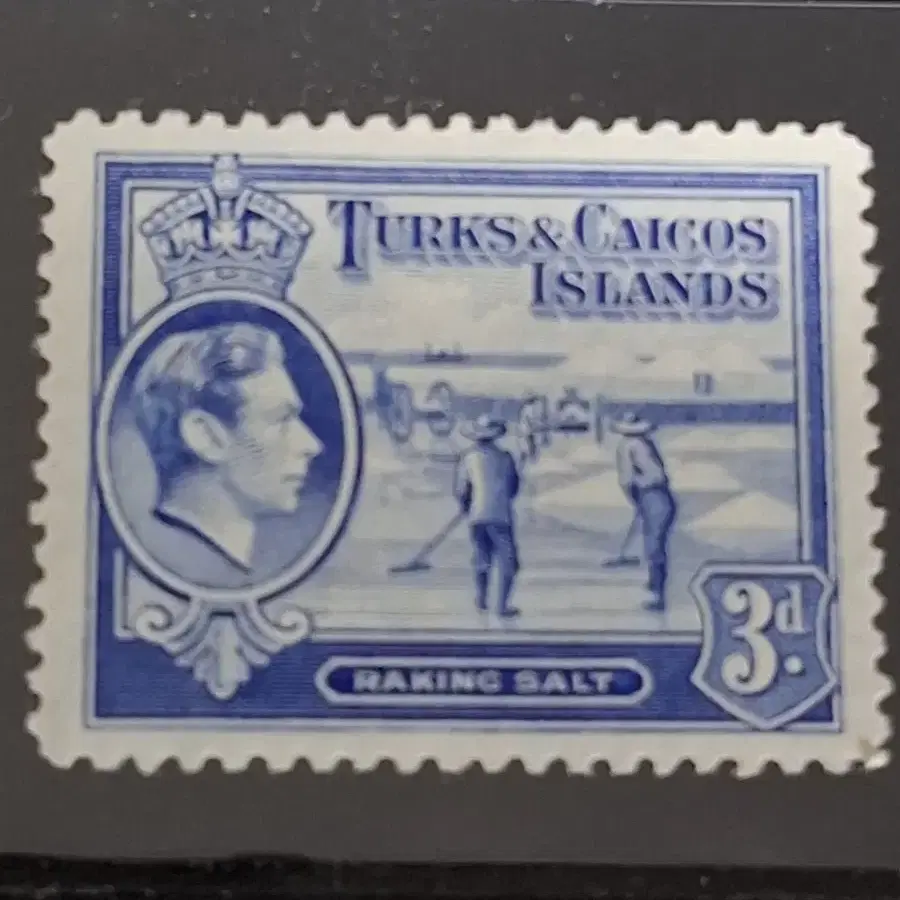 TURKS & CAICOS
ISLANDS
3d.
RAKING SALT